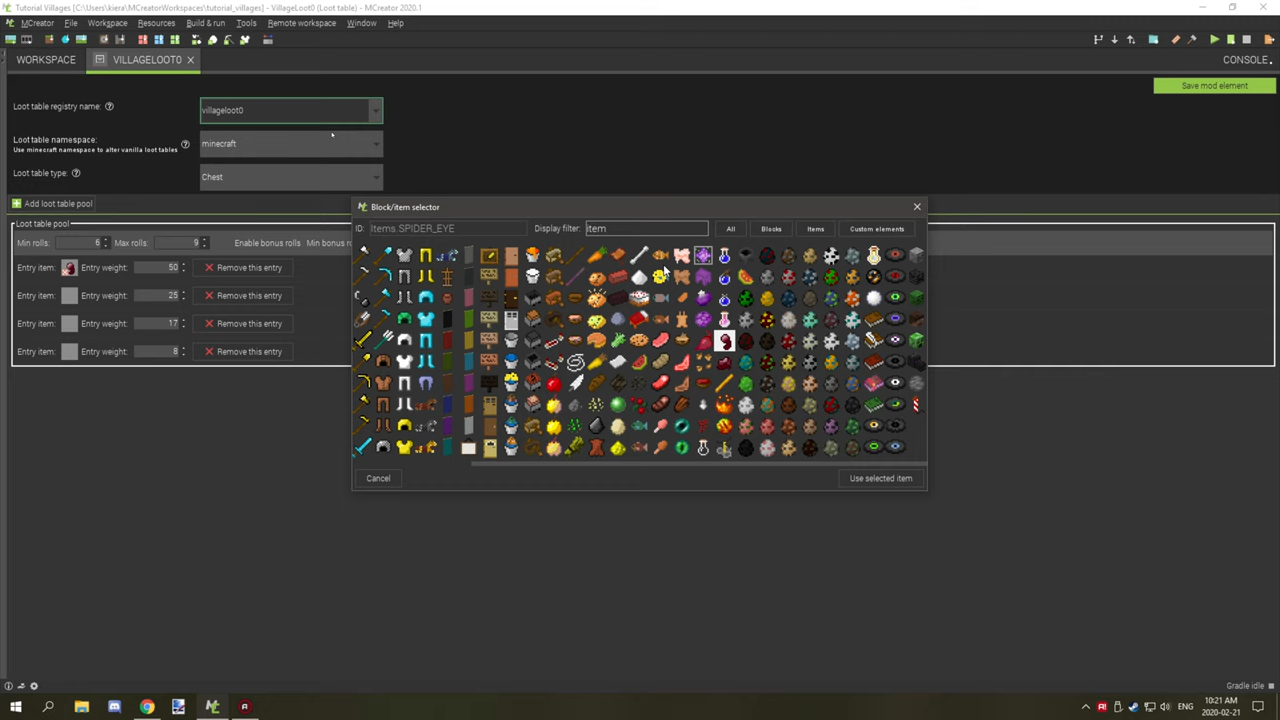 Tutorial Villages [C:\Users\kiera\MCreatorWorkspaces\tutorial_villages] - VillageLoot0 (Loot table) - MCreator 2020.1
MCreator File Workspace Resources Build & run Tools Remote workspace Window Help
WORKSPACE VILLAGELOOT0 CONSOLE
Save mod element
Loot table registry name: villageloot0
Loot table namespace: minecraft
Use minecraft namespace to alter vanilla loot tables
Loot table type: Chest
Add loot table pool
Block/item selector
Loot table pool
ID: Items.SPIDER_EYE Display filter: item All Blocks Items Custom elements
Min rolls: 6 Max rolls: 9 Enable bonus rolls Min bonus
Entry item: Entry weight: 50 Remove this entry
Entry item: Entry weight: 25 Remove this entry
Entry item: Entry weight: 17 Remove this entry
Entry item: Entry weight: 8 Remove this entry
Cancel Use selected item
Gradle idle
ENG 10:21 AM
2020-02-21